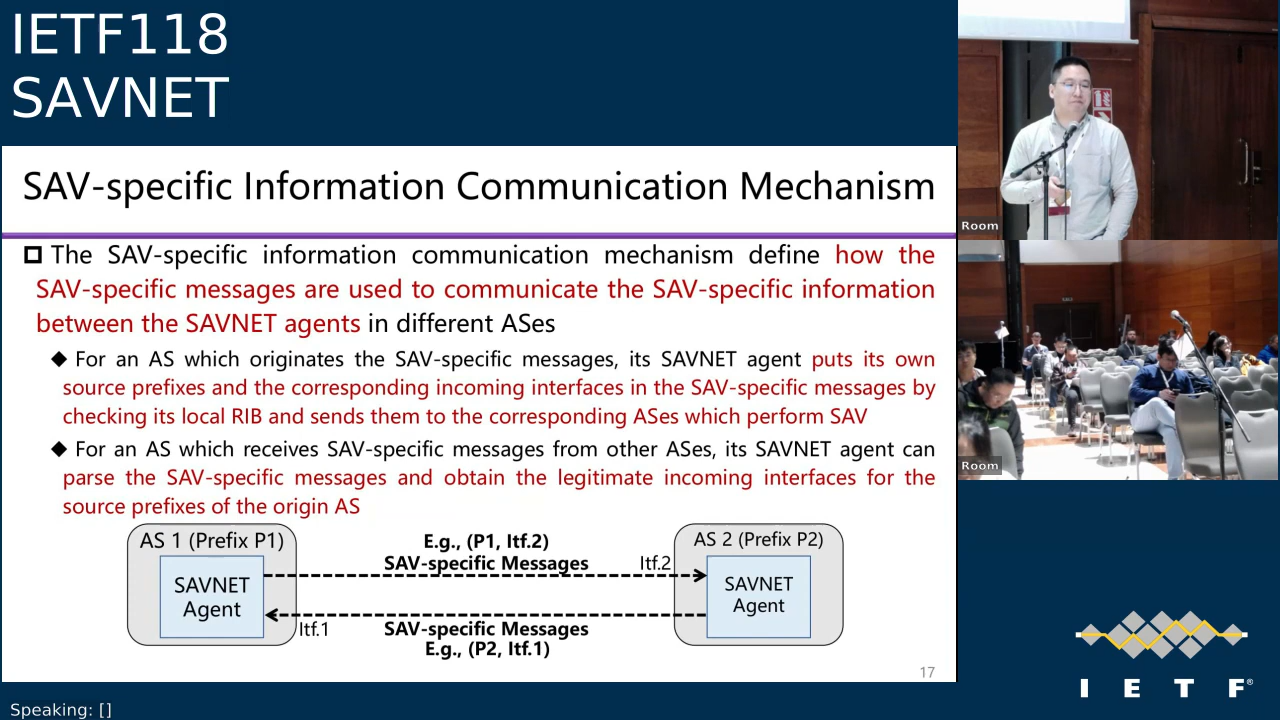 IETF118
SAVNET
SAV-specific Information Communication Mechanism
The SAV-specific information communication mechanism define how the
SAV-specific messages are used to communicate the SAV-specific information
between the SAVNET agents in different ASes
For an AS which originates the SAV-specific messages, its SAVNET agent puts its own
source prefixes and the corresponding incoming interfaces in the SAV-specific messages by
checking its local RIB and sends them to the corresponding ASes which perform SAV
For an AS which receives SAV-specific messages from other ASes, its SAVNET agent can
parse the SAV-specific messages and obtain the legitimate incoming interfaces for the
source prefixes of the origin AS
AS 1 (Prefix P1)
SAVNET
Agent
Itf.1
E.g., (P1, Itf.2)
SAV-specific Messages
SAV-specific Messages
E.g., (P2, Itf.1)
Itf.2
AS 2 (Prefix P2)
SAVNET
Agent
17
Room
Room
I E T F®
Speaking: []